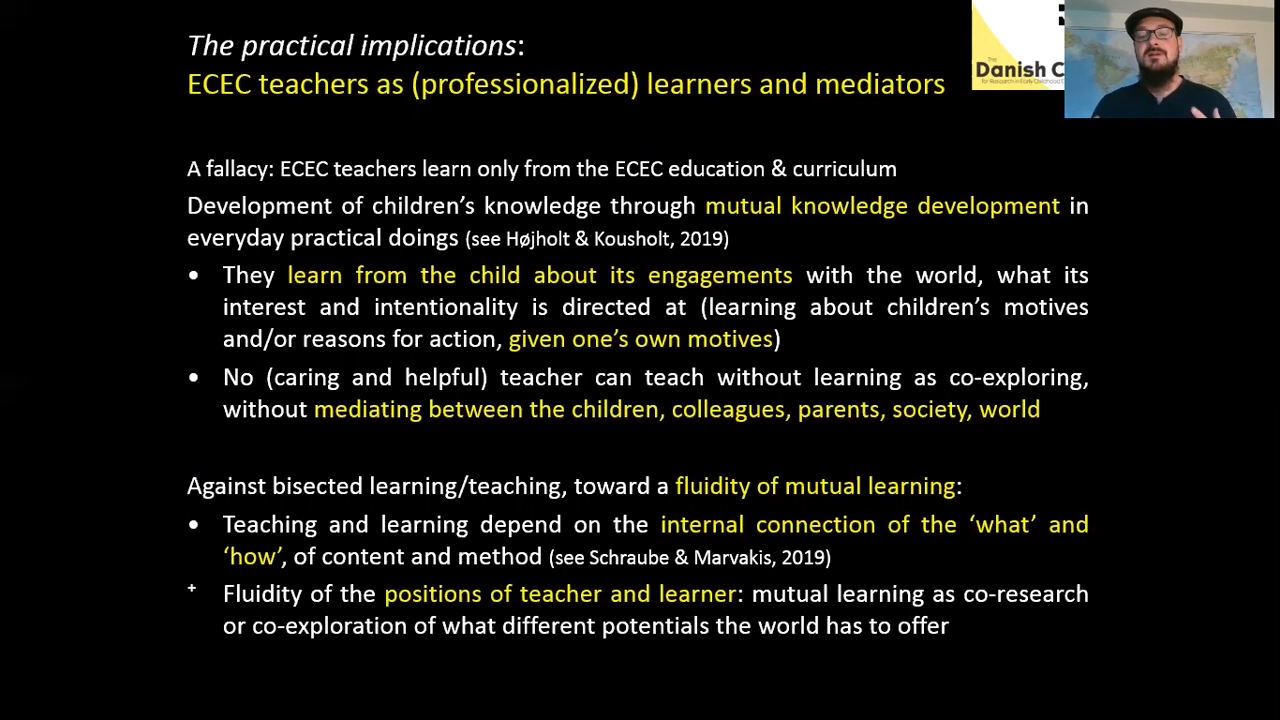 The practical implications:
ECEC teachers as (professionalized) learners and mediators
Danish C
A fallacy: ECEC teachers learn only from the ECEC education & curriculum
Development of children’s knowledge through mutual knowledge development in
everyday practical doings (see Højholt & Kousholt, 2019)
• They learn from the child about its engagements with the world, what its
interest and intentionality is directed at (learning about children’s motives
and/or reasons for action, given one’s own motives)
• No (caring and helpful) teacher can teach without learning as co-exploring,
without mediating between the children, colleagues, parents, society, world
Against bisected learning/teaching, toward a fluidity of mutual learning:
• Teaching and learning depend on the internal connection of the ‘what’ and
‘how’, of content and method (see Schraube & Marvakis, 2019)
+ Fluidity of the positions of teacher and learner: mutual learning as co-research
or co-exploration of what different potentials the world has to offer